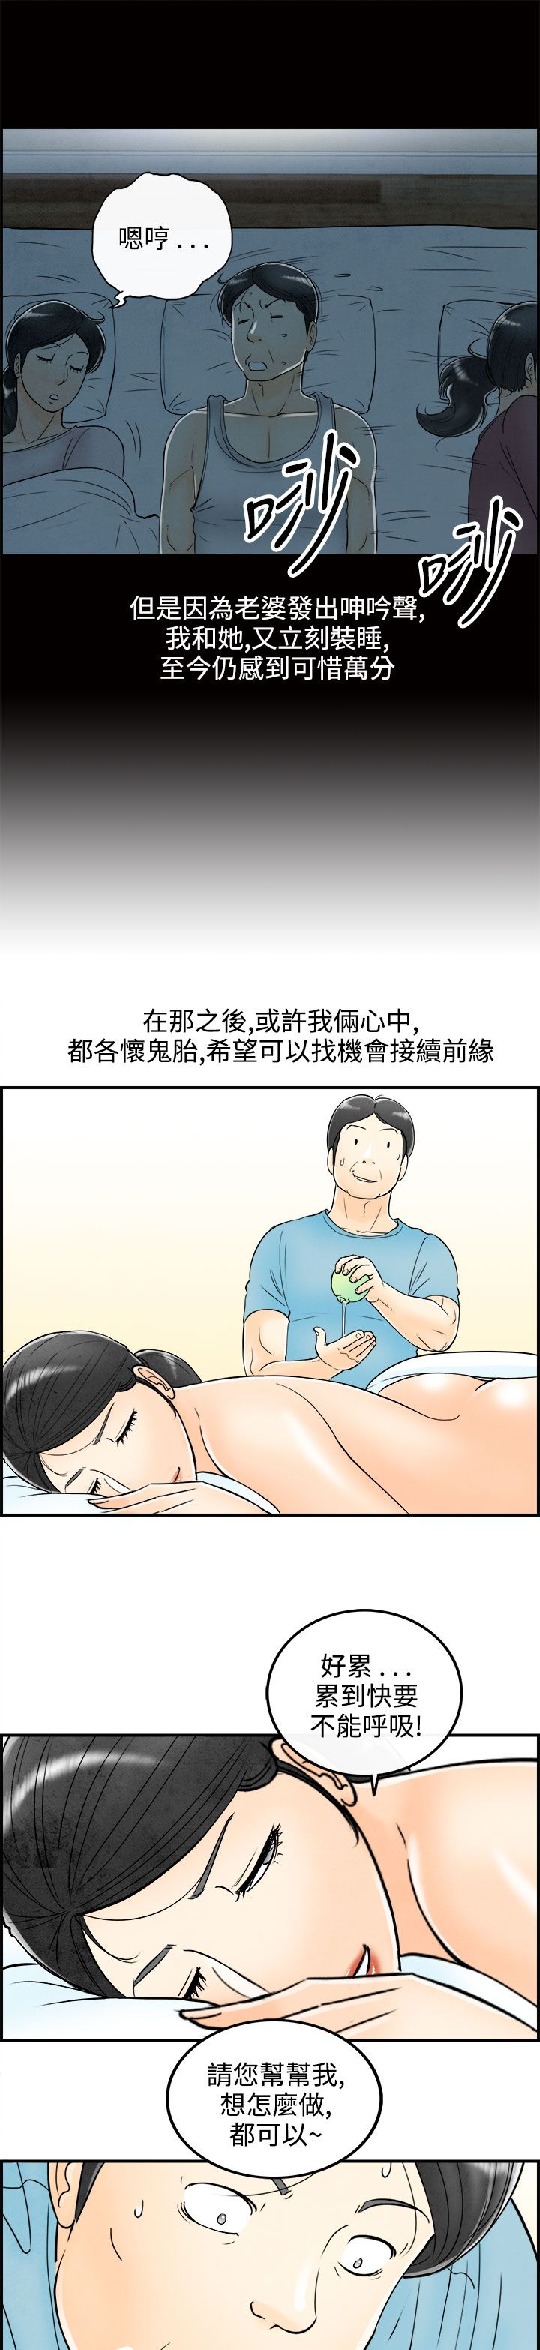 嗯哼...
唦
唦
但是因為老婆發出呻吟聲,
我和她,又立刻裝睡,
至今仍感到可惜萬分
在那之後,或許我倆心中,
都各懷鬼胎,希望可以找機會接續前緣
好累...
累到快要
不能呼吸!
請您幫幫我,
想怎麼做,
都可以~